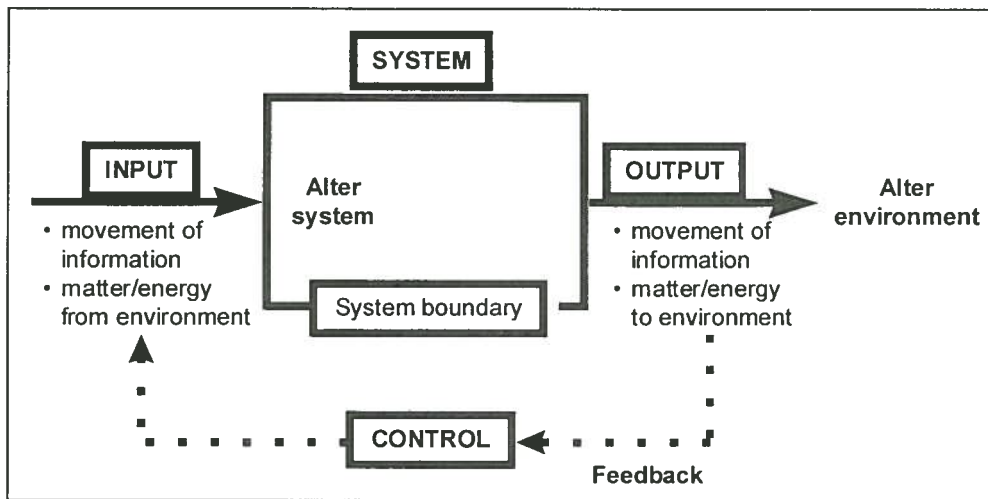 SYSTEM
INPUT
Alter
system
OUTPUT
Alter
environment
• movement of
information
• matter/energy
from environment
• movement of
information
• matter/energy
to environment
System boundary
CONTROL
Feedback